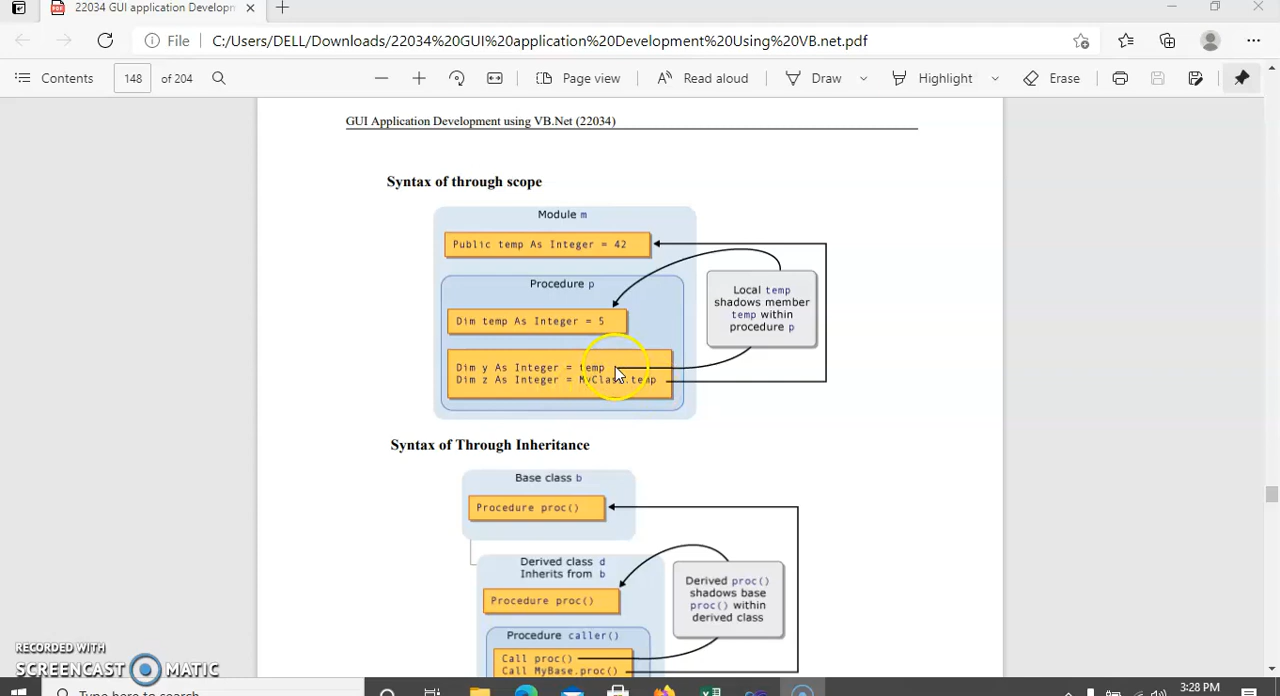 22034 GUI application Developm
File C:/Users/DELL/Downloads/22034%20GUI%20application%20Development%20Using%20VB.net.pdf
Contents 148 of 204 Page view Read aloud Draw Highlight Erase
GUI Application Development using VB.Net (22034)
Syntax of through scope
Module m
Public temp As Integer = 42
Procedure p
Dim temp As Integer = 5
Dim y As Integer = temp
Dim z As Integer = MyClass.temp
Local temp
shadows member
temp within
procedure p
Syntax of Through Inheritance
Base class b
Procedure proc()
Derived class d
Inherits from b
Procedure proc()
Procedure caller()
Call proc()
Call MyBase.proc()
Derived proc()
shadows base
proc() within
derived class
RECORDED WITH
SCREENCAST MATIC
Type here to search
3:28 PM